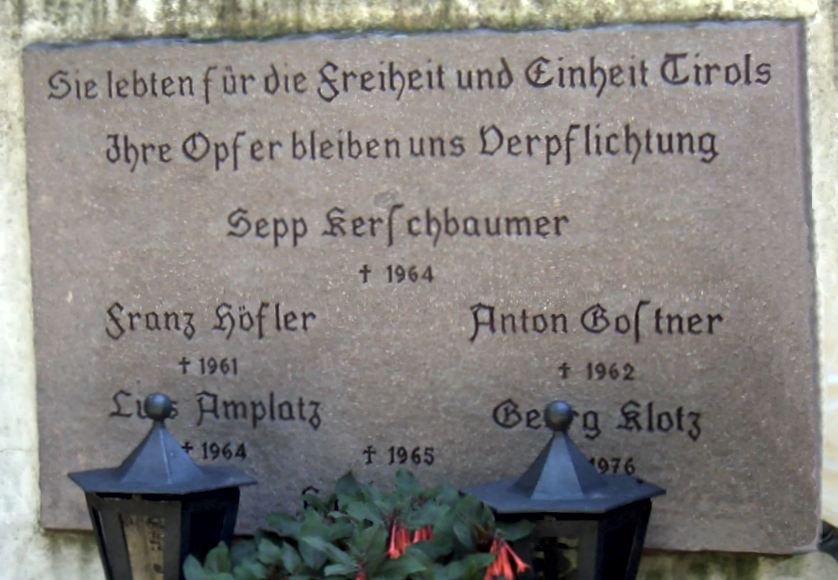 Sie lebten für die Freiheit und Einheit Tirols
Ihre Opfer bleiben uns Verpflichtung
Sepp Kerſchbaumer
† 1964
Franz Höfler Anton Goſtner
† 1961 † 1962
Amplatz Klotz
† 1964 † 1965 1976